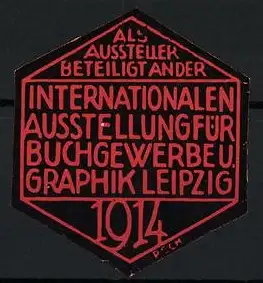 ALS
AUSSTELLER
BETEILIGT AN DER
INTERNATIONALEN
AUSSTELLUNG FÜR
BUCHGEWERBE U.
GRAPHIK LEIPZIG
1914